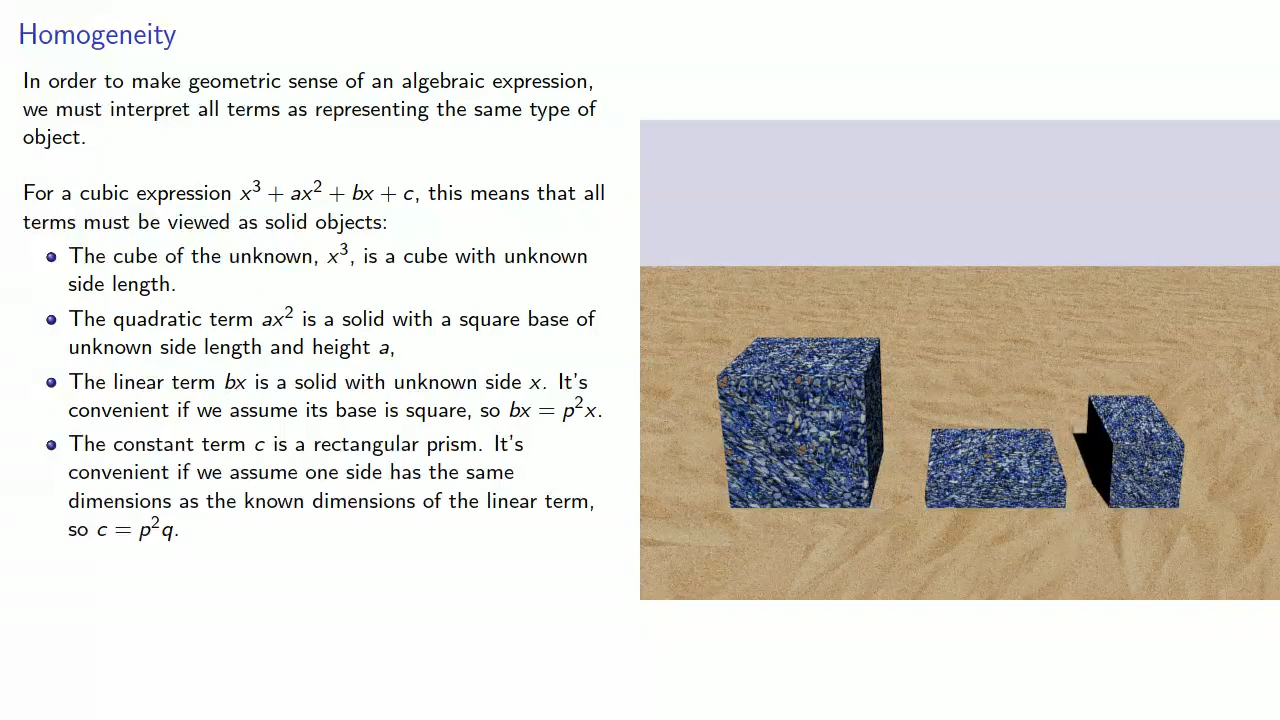 Homogeneity
In order to make geometric sense of an algebraic expression,
we must interpret all terms as representing the same type of
object.
For a cubic expression x³ + ax² + bx + c, this means that all
terms must be viewed as solid objects:
The cube of the unknown, x³, is a cube with unknown
side length.
The quadratic term ax² is a solid with a square base of
unknown side length and height a,
The linear term bx is a solid with unknown side x. It's
convenient if we assume its base is square, so bx = p²x.
The constant term c is a rectangular prism. It's
convenient if we assume one side has the same
dimensions as the known dimensions of the linear term,
so c = p²q.